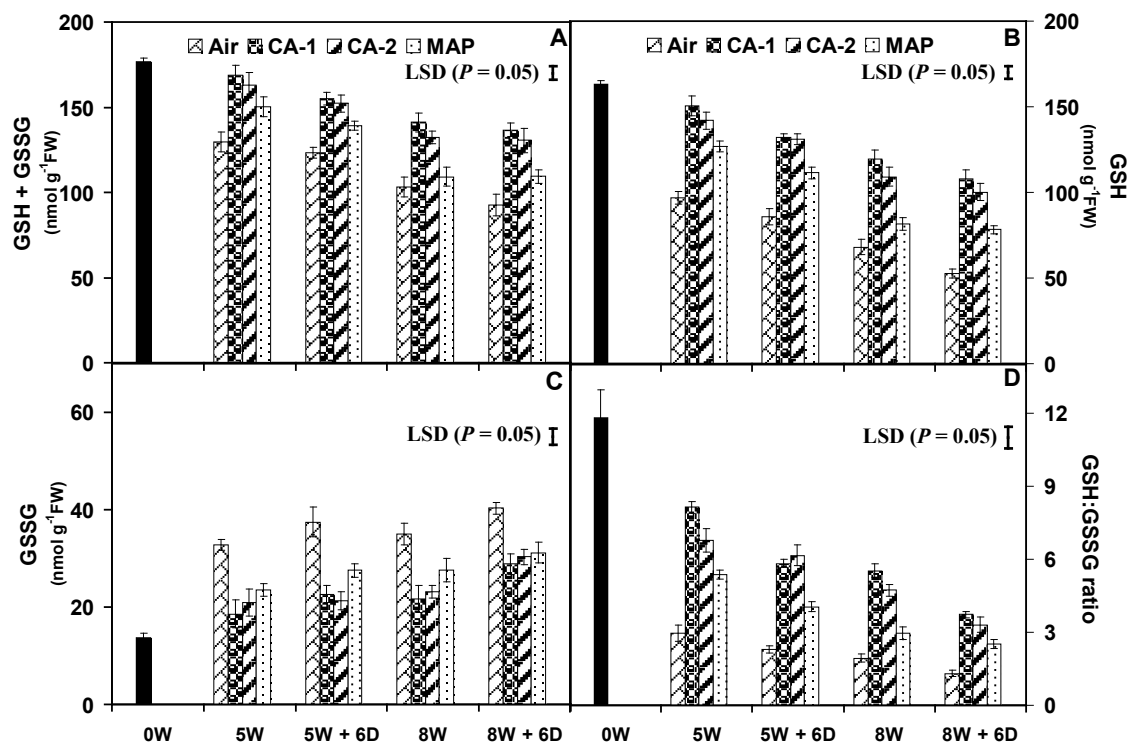 200
150
100
50
0
GSH + GSSG
(nmol g⁻¹FW)
Air CA-1 CA-2 MAP
A
LSD (P = 0.05)
Air CA-1 CA-2 MAP
B
LSD (P = 0.05)
200
150
100
50
0
GSH
(nmol g⁻¹FW)
60
40
20
0
GSSG
(nmol g⁻¹FW)
C
LSD (P = 0.05)
0W 5W 5W + 6D 8W 8W + 6D
D
LSD (P = 0.05)
12
9
6
3
0
GSH:GSSG ratio
0W 5W 5W + 6D 8W 8W + 6D